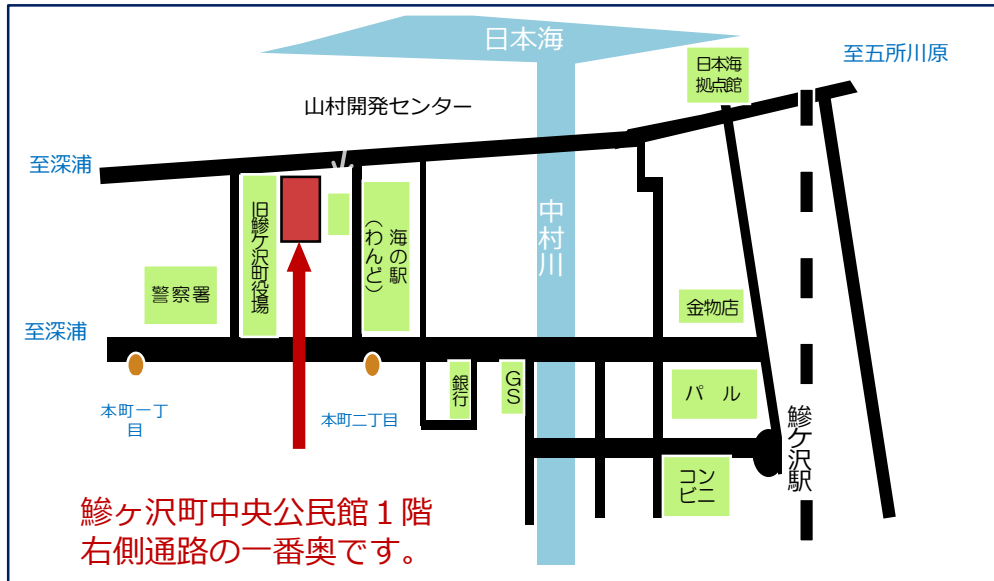 日本海
至五所川原
日本海
拠点館
山村開発センター
至深浦
旧鰺ケ沢町役場
海の駅
（わんど）
中村川
警察署
金物店
至深浦
銀行
GS
パル
本町一丁
目
本町二丁目
鰺ケ沢駅
コン
ビニ
鰺ヶ沢町中央公民館１階
右側通路の一番奥です。